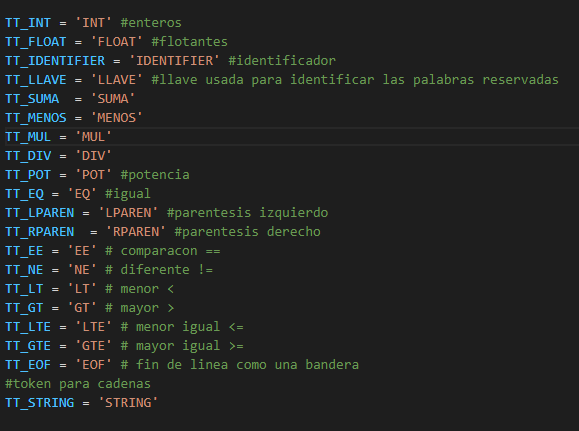 TT_INT = 'INT' #enteros
TT_FLOAT = 'FLOAT' #flotantes
TT_IDENTIFIER = 'IDENTIFIER' #identificador
TT_LLAVE = 'LLAVE' #llave usada para identificar las palabras reservadas
TT_SUMA  = 'SUMA'
TT_MENOS = 'MENOS'
TT_MUL = 'MUL'
TT_DIV = 'DIV'
TT_POT = 'POT' #potencia
TT_EQ = 'EQ' #igual
TT_LPAREN = 'LPAREN' #parentesis izquierdo
TT_RPAREN  = 'RPAREN' #parentesis derecho
TT_EE = 'EE' # comparacon ==
TT_NE = 'NE' # diferente !=
TT_LT = 'LT' # menor <
TT_GT = 'GT' # mayor >
TT_LTE = 'LTE' # menor igual <=
TT_GTE = 'GTE' # mayor igual >=
TT_EOF = 'EOF' # fin de linea como una bandera
#token para cadenas
TT_STRING = 'STRING'